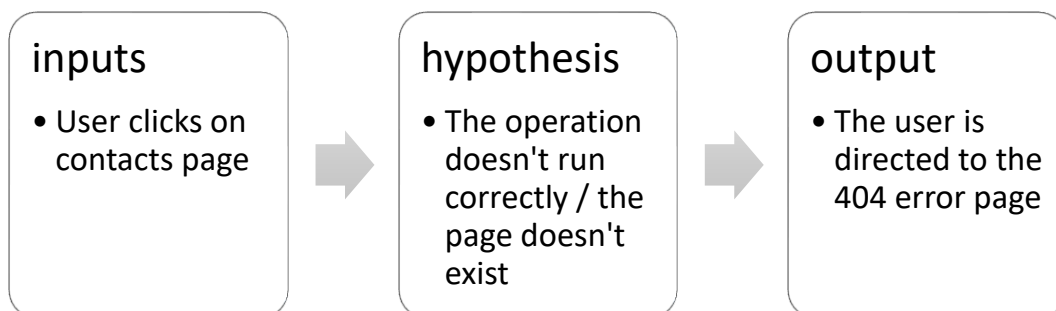 inputs
• User clicks on
contacts page
hypothesis
• The operation
doesn't run
correctly / the
page doesn't
exist
output
• The user is
directed to the
404 error page